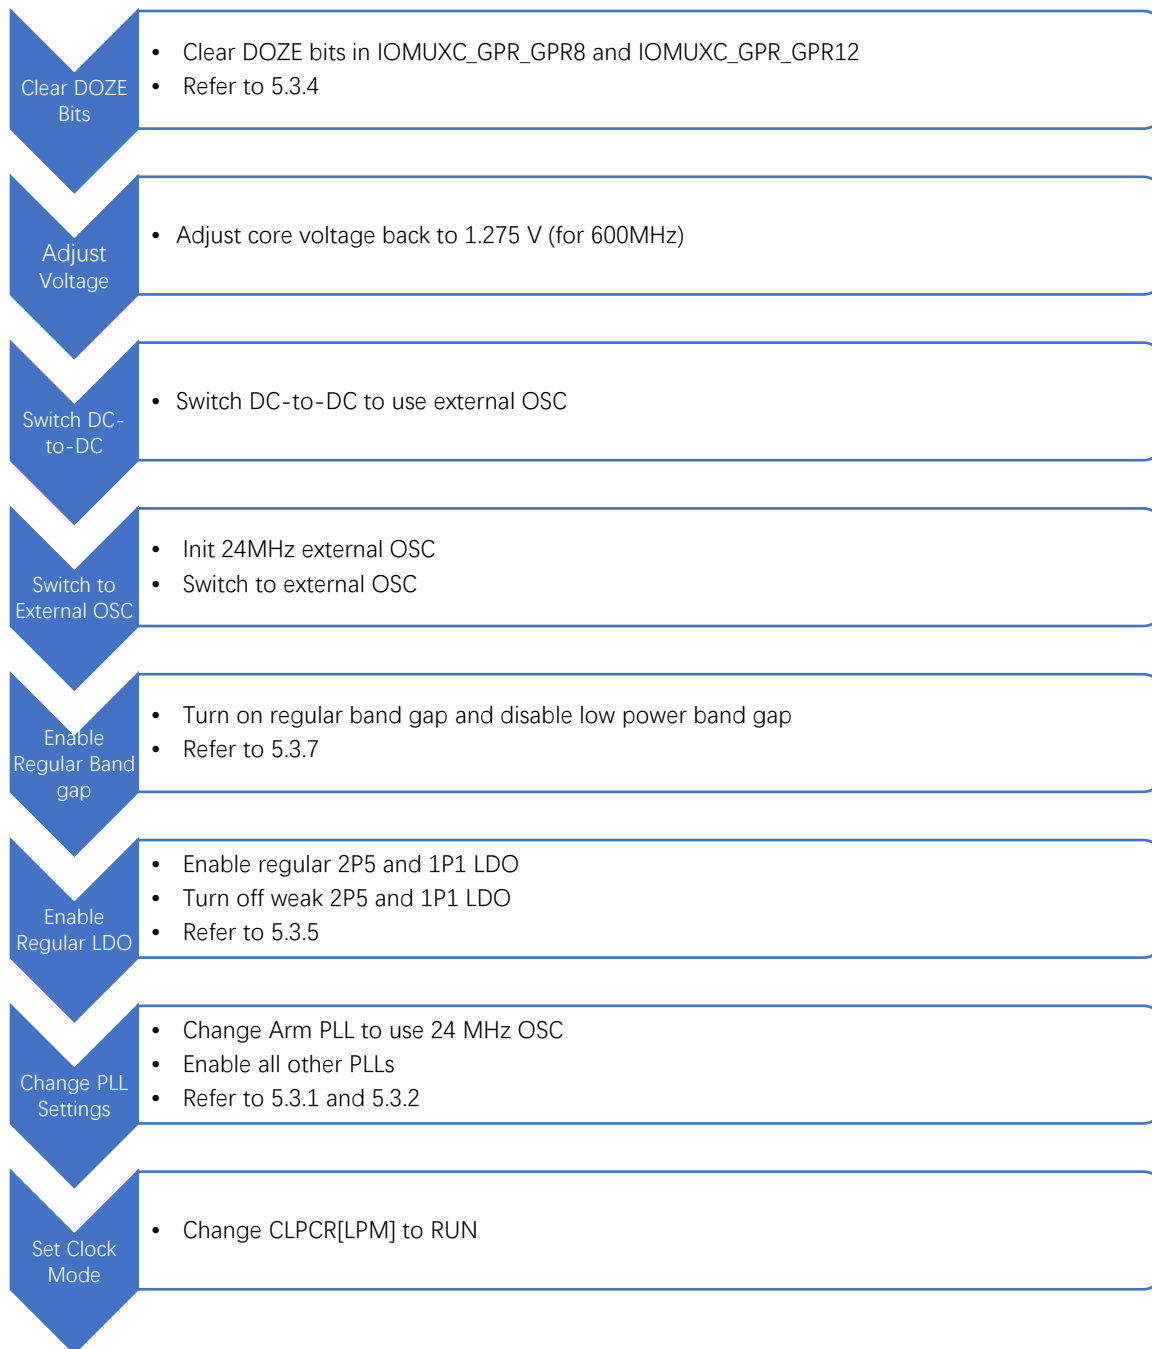 Clear DOZE
Bits
• Clear DOZE bits in IOMUXC_GPR_GPR8 and IOMUXC_GPR_GPR12
• Refer to 5.3.4
Adjust
Voltage
• Adjust core voltage back to 1.275 V (for 600MHz)
Switch DC-
to-DC
• Switch DC-to-DC to use external OSC
Switch to
External OSC
• Init 24MHz external OSC
• Switch to external OSC
Enable
Regular Band
gap
• Turn on regular band gap and disable low power band gap
• Refer to 5.3.7
Enable
Regular LDO
• Enable regular 2P5 and 1P1 LDO
• Turn off weak 2P5 and 1P1 LDO
• Refer to 5.3.5
Change PLL
Settings
• Change Arm PLL to use 24 MHz OSC
• Enable all other PLLs
• Refer to 5.3.1 and 5.3.2
Set Clock
Mode
• Change CLPCR[LPM] to RUN